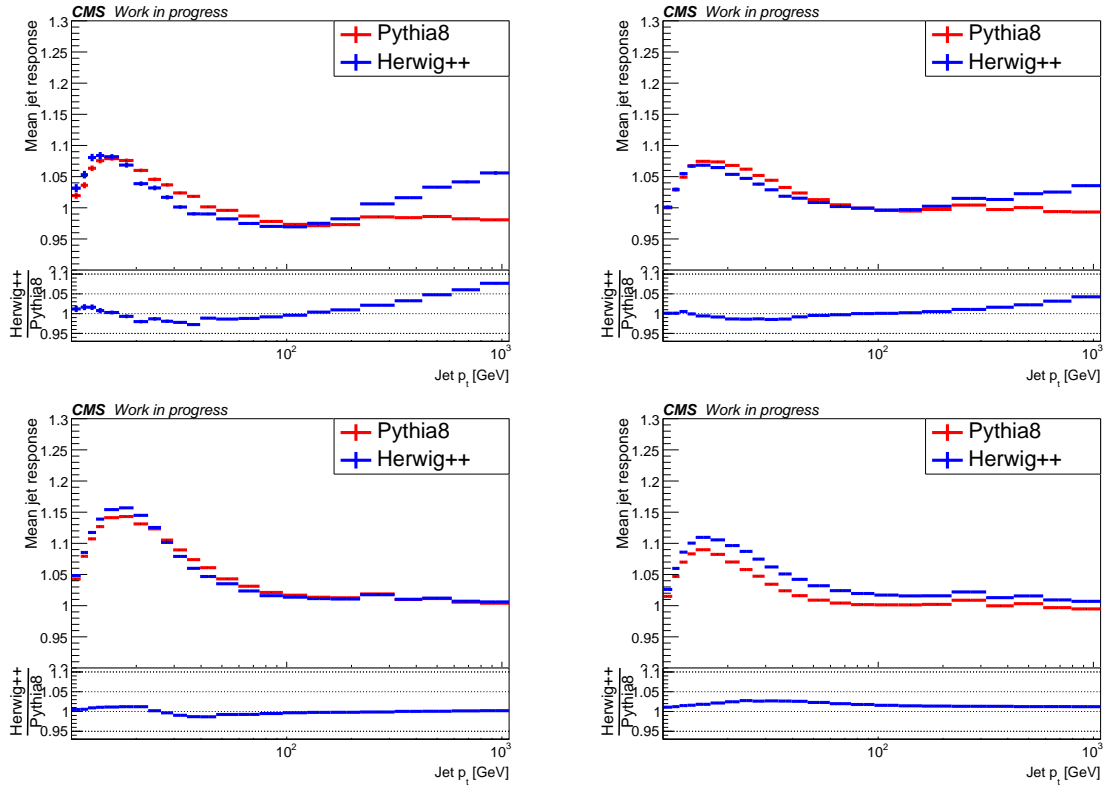 CMS Work in progress
Pythia8
Herwig++
Mean jet response
1.3
1.25
1.2
1.15
1.1
1.05
1
0.95
Herwig++
Pythia8
1.1
1.05
1
0.95
10²
10³
Jet pt [GeV]
CMS Work in progress
Pythia8
Herwig++
Mean jet response
1.3
1.25
1.2
1.15
1.1
1.05
1
0.95
Herwig++
Pythia8
1.1
1.05
1
0.95
10²
10³
Jet pt [GeV]
CMS Work in progress
Pythia8
Herwig++
Mean jet response
1.3
1.25
1.2
1.15
1.1
1.05
1
0.95
Herwig++
Pythia8
1.1
1.05
1
0.95
10²
10³
Jet pt [GeV]
CMS Work in progress
Pythia8
Herwig++
Mean jet response
1.3
1.25
1.2
1.15
1.1
1.05
1
0.95
Herwig++
Pythia8
1.1
1.05
1
0.95
10²
10³
Jet pt [GeV]